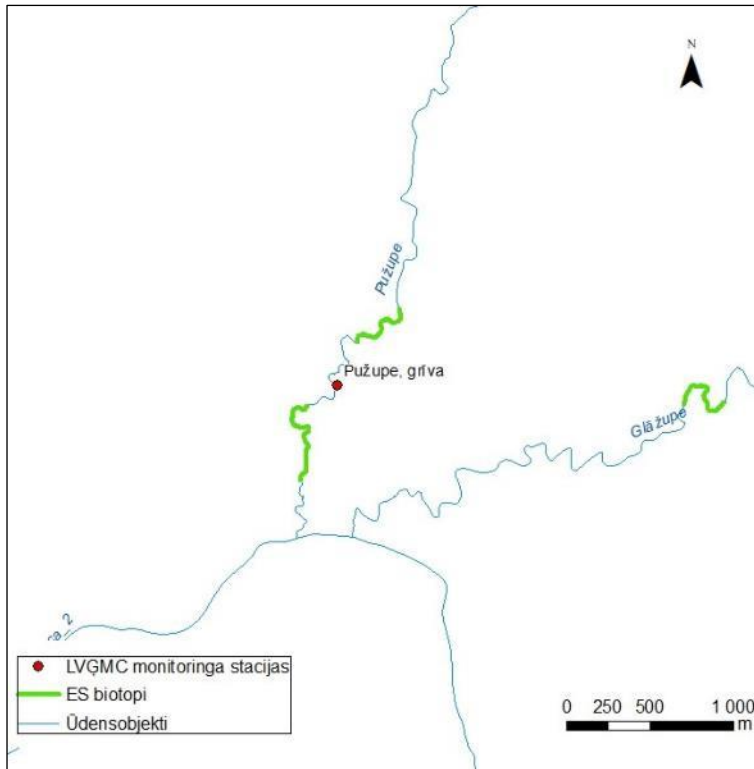 N
Pužupe
Pužupe, grīva
Glāžupe
2
LVĢMC monitoringa stacijas
ES biotopi
Ūdensobjekti
0 250 500 1 000
m